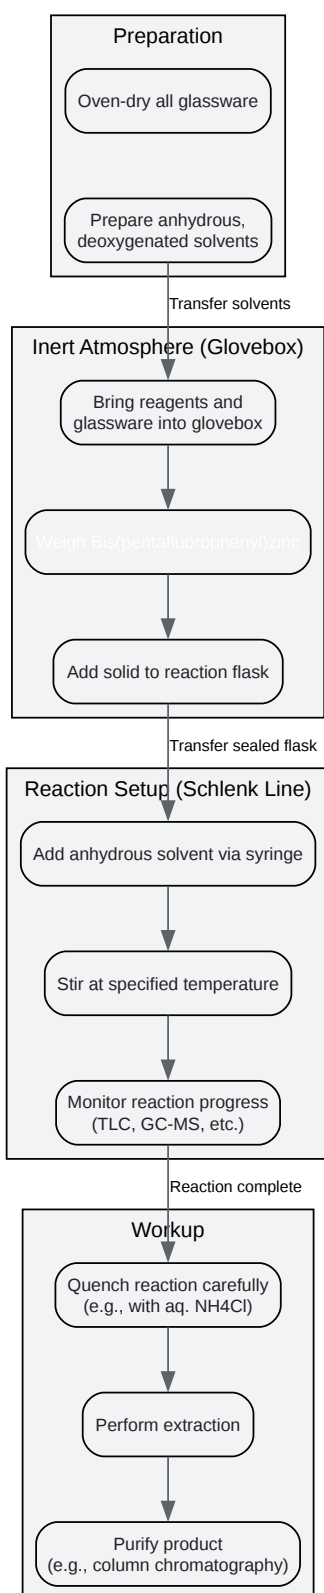 Preparation
Oven-dry all glassware
Prepare anhydrous,
deoxygenated solvents
Transfer solvents
Inert Atmosphere (Glovebox)
Bring reagents and
glassware into glovebox
Weigh Bis(pentafluorophenyl)zinc
Add solid to reaction flask
Transfer sealed flask
Reaction Setup (Schlenk Line)
Add anhydrous solvent via syringe
Stir at specified temperature
Monitor reaction progress
(TLC, GC-MS, etc.)
Reaction complete
Workup
Quench reaction carefully
(e.g., with aq. NH4Cl)
Perform extraction
Purify product
(e.g., column chromatography)